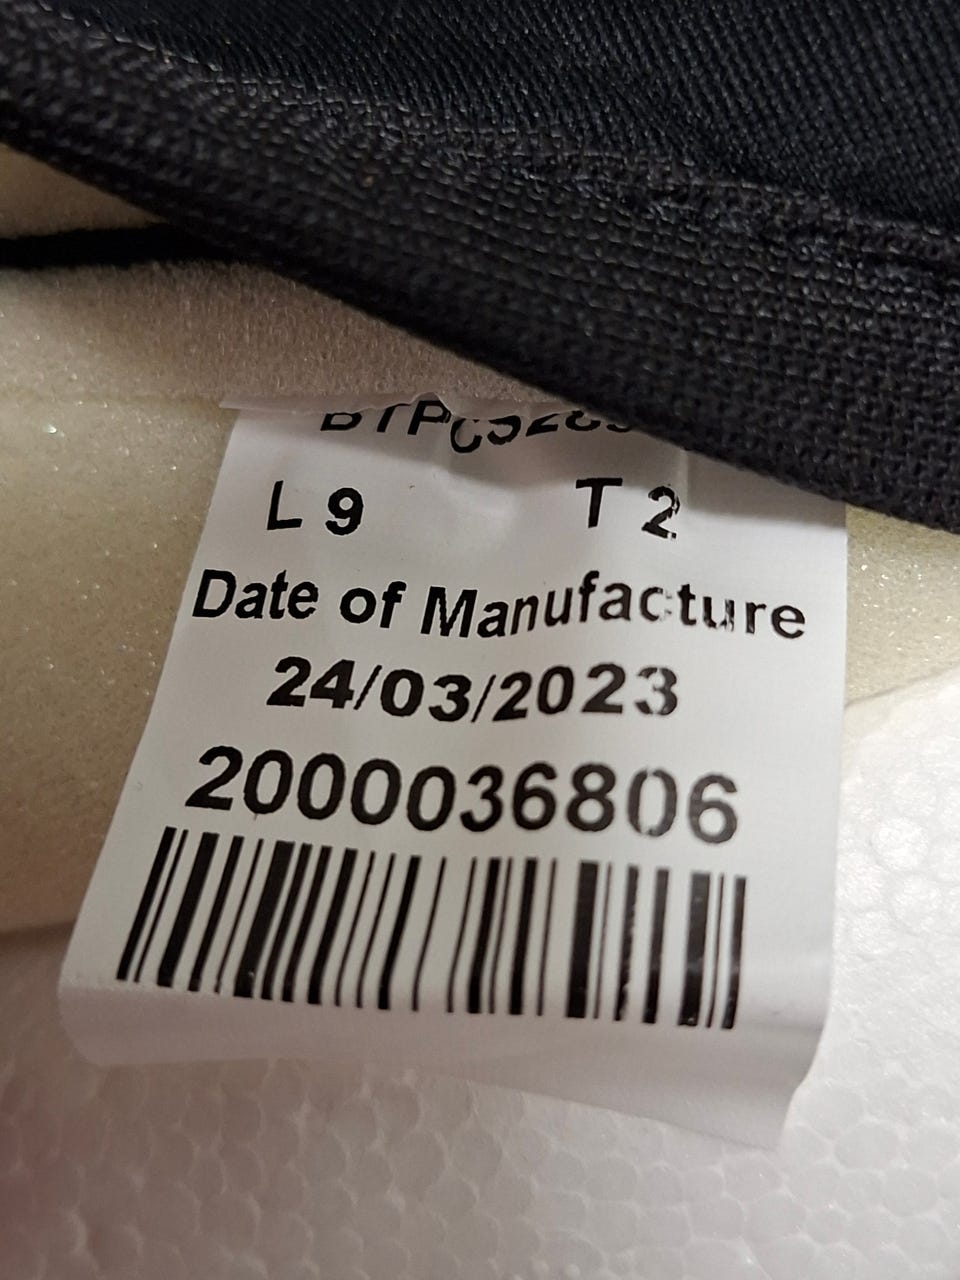 L 9 T 2
Date of Manufacture
24/03/2023
2000036806